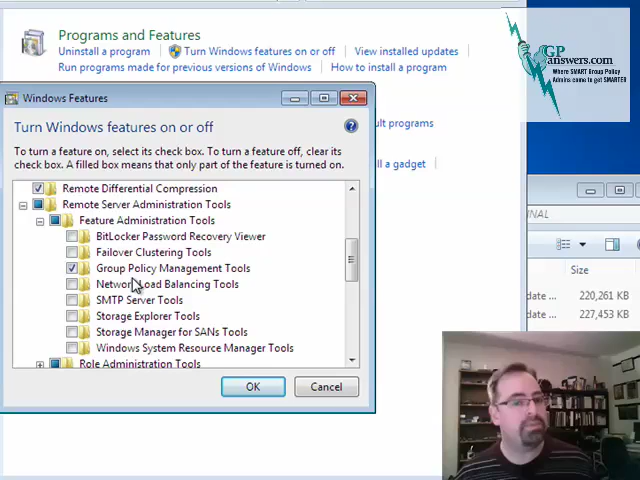 Programs and Features
Uninstall a program
Turn Windows features on or off
View installed updates
Run programs made for previous versions of Windows
How to install a program
GP
answers.com
Where SMART Group Policy
Admins come to get SMARTER
Windows Features
Turn Windows features on or off
To turn a feature on, select its check box. To turn a feature off, clear its
check box. A filled box means that only part of the feature is turned on.
ult programs
ll a gadget
Remote Differential Compression
Remote Server Administration Tools
Feature Administration Tools
BitLocker Password Recovery Viewer
Failover Clustering Tools
Group Policy Management Tools
Network Load Balancing Tools
SMTP Server Tools
Storage Explorer Tools
Storage Manager for SANs Tools
Windows System Resource Manager Tools
Role Administration Tools
OK
Cancel
INAL
Size
date ...
220,261 KB
date ...
227,453 KB